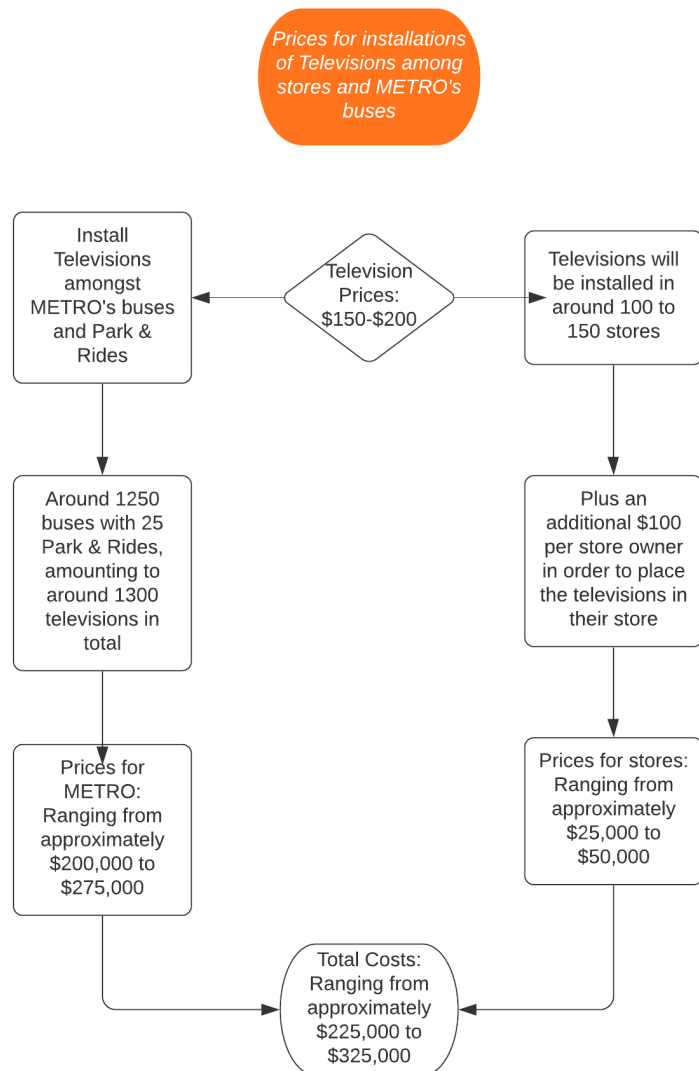 Prices for installations
of Televisions among
stores and METRO's
buses
Install
Televisions
amongst
METRO's buses
and Park &
Rides
Television
Prices:
$150-$200
Televisions will
be installed in
around 100 to
150 stores
Around 1250
buses with 25
Park & Rides,
amounting to
around 1300
televisions in
total
Plus an
additional $100
per store owner
in order to place
the televisions in
their store
Prices for
METRO:
Ranging from
approximately
$200,000 to
$275,000
Prices for stores:
Ranging from
approximately
$25,000 to
$50,000
Total Costs:
Ranging from
approximately
$225,000 to
$325,000